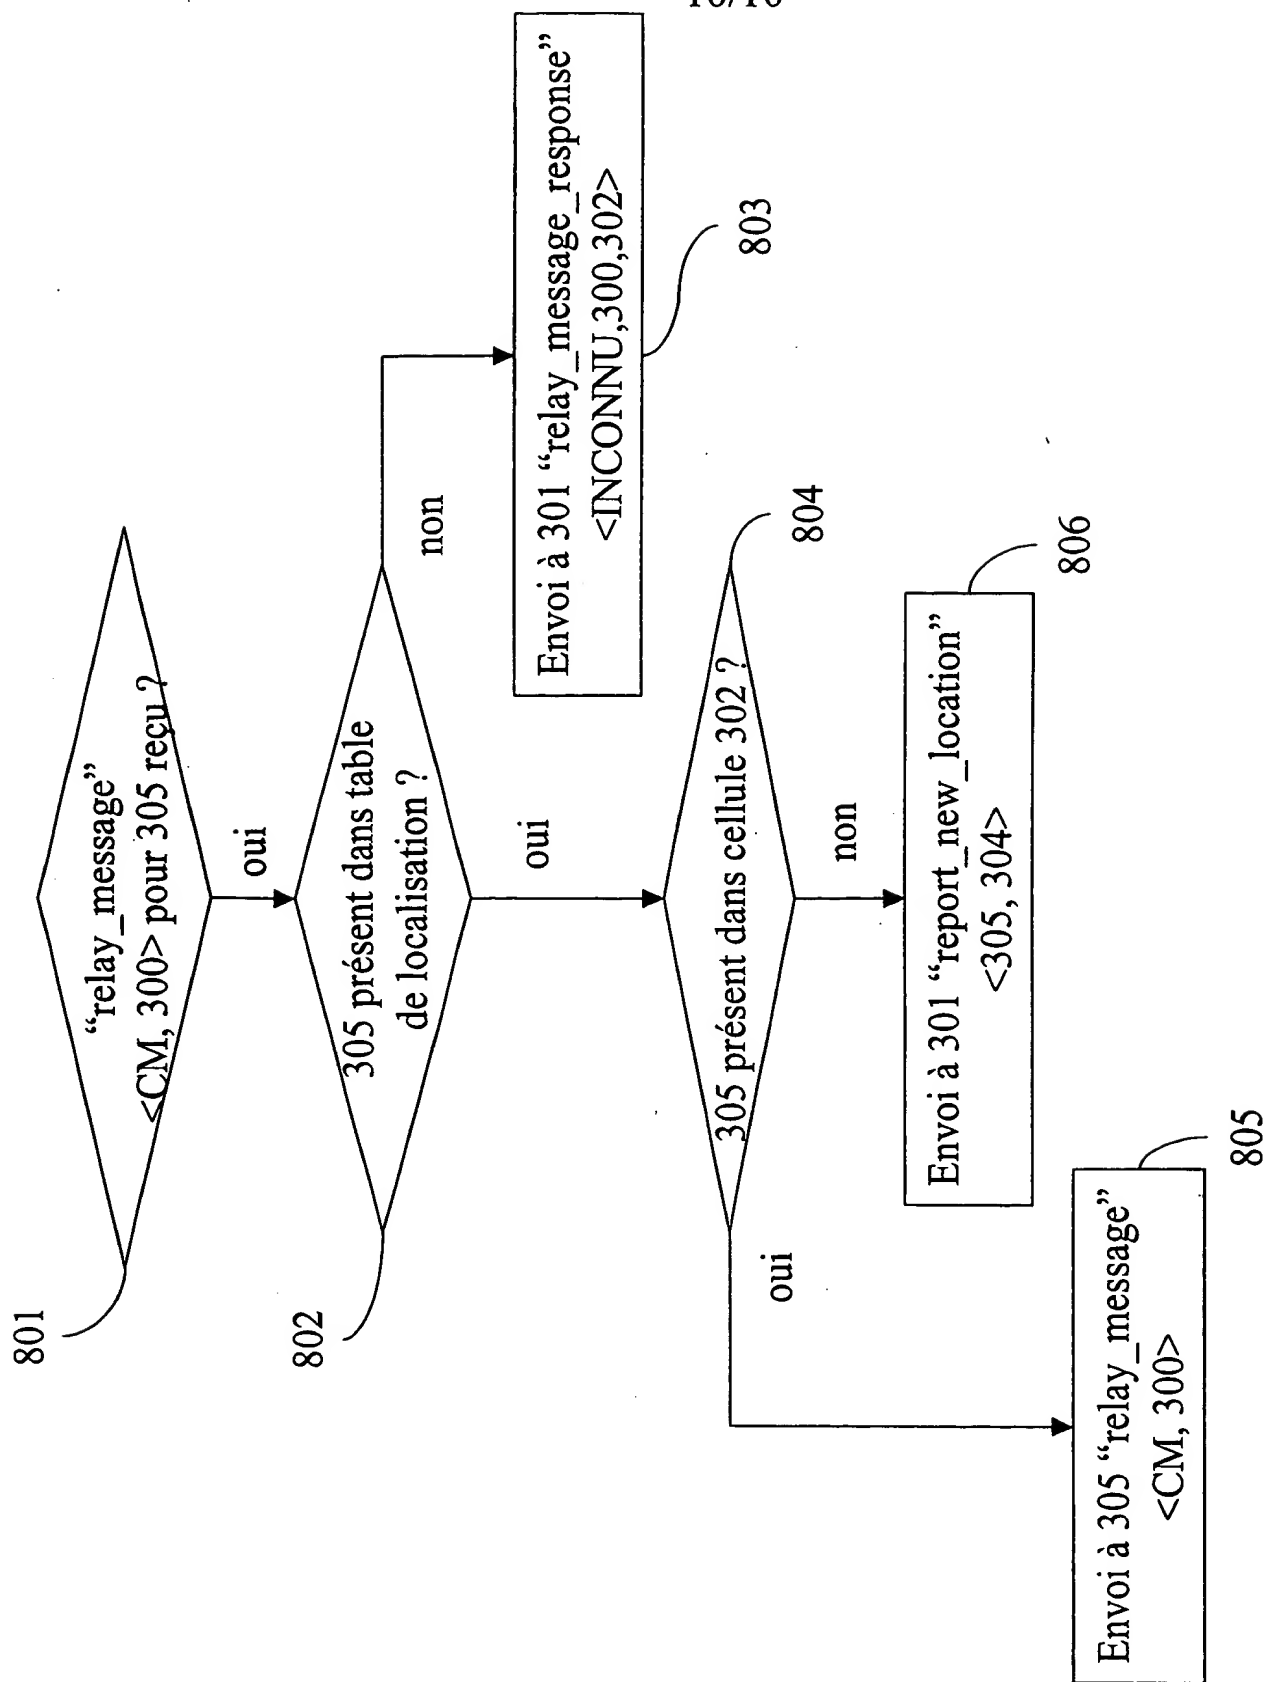 10/10
801
“relay_message”
<CM, 300> pour 305 reçu ?
oui
802
305 présent dans table
de localisation ?
non
Envoi à 301 “relay_message_response”
<INCONNU,300,302>
803
oui
804
305 présent dans cellule 302 ?
oui
non
Envoi à 305 “relay_message”
<CM, 300>
805
Envoi à 301 “report_new_location”
<305, 304>
806